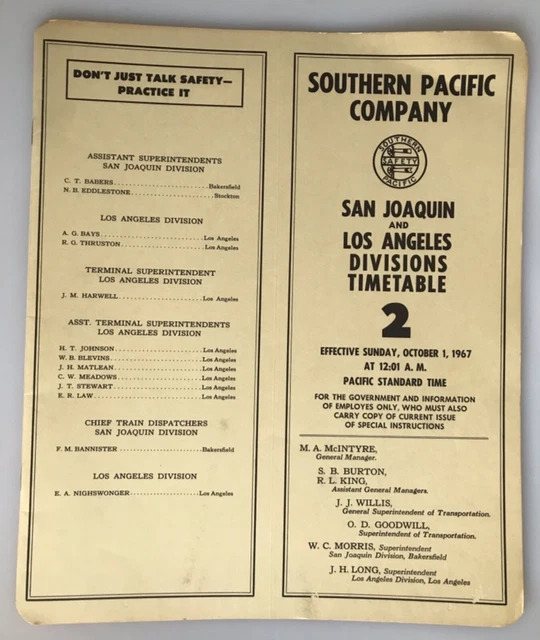 DON'T JUST TALK SAFETY—
PRACTICE IT
ASSISTANT SUPERINTENDENTS
SAN JOAQUIN DIVISION
C. T. BABERS..........................Bakersfield
N. B. EDDLESTONE.......................Stockton
LOS ANGELES DIVISION
A. G. BAYS.............................Los Angeles
R. G. THRUSTON........................Los Angeles
TERMINAL SUPERINTENDENT
LOS ANGELES DIVISION
J. M. HARWELL.........................Los Angeles
ASST. TERMINAL SUPERINTENDENTS
LOS ANGELES DIVISION
H. T. JOHNSON.........................Los Angeles
W. B. BLEVINS.........................Los Angeles
J. H. MATLEAN.........................Los Angeles
C. W. MEADOWS.........................Los Angeles
J. T. STEWART.........................Los Angeles
E. R. LAW.............................Los Angeles
CHIEF TRAIN DISPATCHERS
SAN JOAQUIN DIVISION
F. M. BANNISTER.......................Bakersfield
LOS ANGELES DIVISION
E. A. NIGHSWONGER.....................Los Angeles
SOUTHERN PACIFIC
COMPANY
SOUTHERN
SAFETY
PACIFIC
SAN JOAQUIN
AND
LOS ANGELES
DIVISIONS
TIMETABLE
2
EFFECTIVE SUNDAY, OCTOBER 1, 1967
AT 12:01 A. M.
PACIFIC STANDARD TIME
FOR THE GOVERNMENT AND INFORMATION
OF EMPLOYES ONLY, WHO MUST ALSO
CARRY COPY OF CURRENT ISSUE
OF SPECIAL INSTRUCTIONS
M. A. McINTYRE,
General Manager.
S. B. BURTON,
R. L. KING,
Assistant General Managers.
J. J. WILLIS,
General Superintendent of Transportation.
O. D. GOODWILL,
Superintendent of Transportation.
W. C. MORRIS, Superintendent
San Joaquin Division, Bakersfield
J. H. LONG, Superintendent
Los Angeles Division, Los Angeles